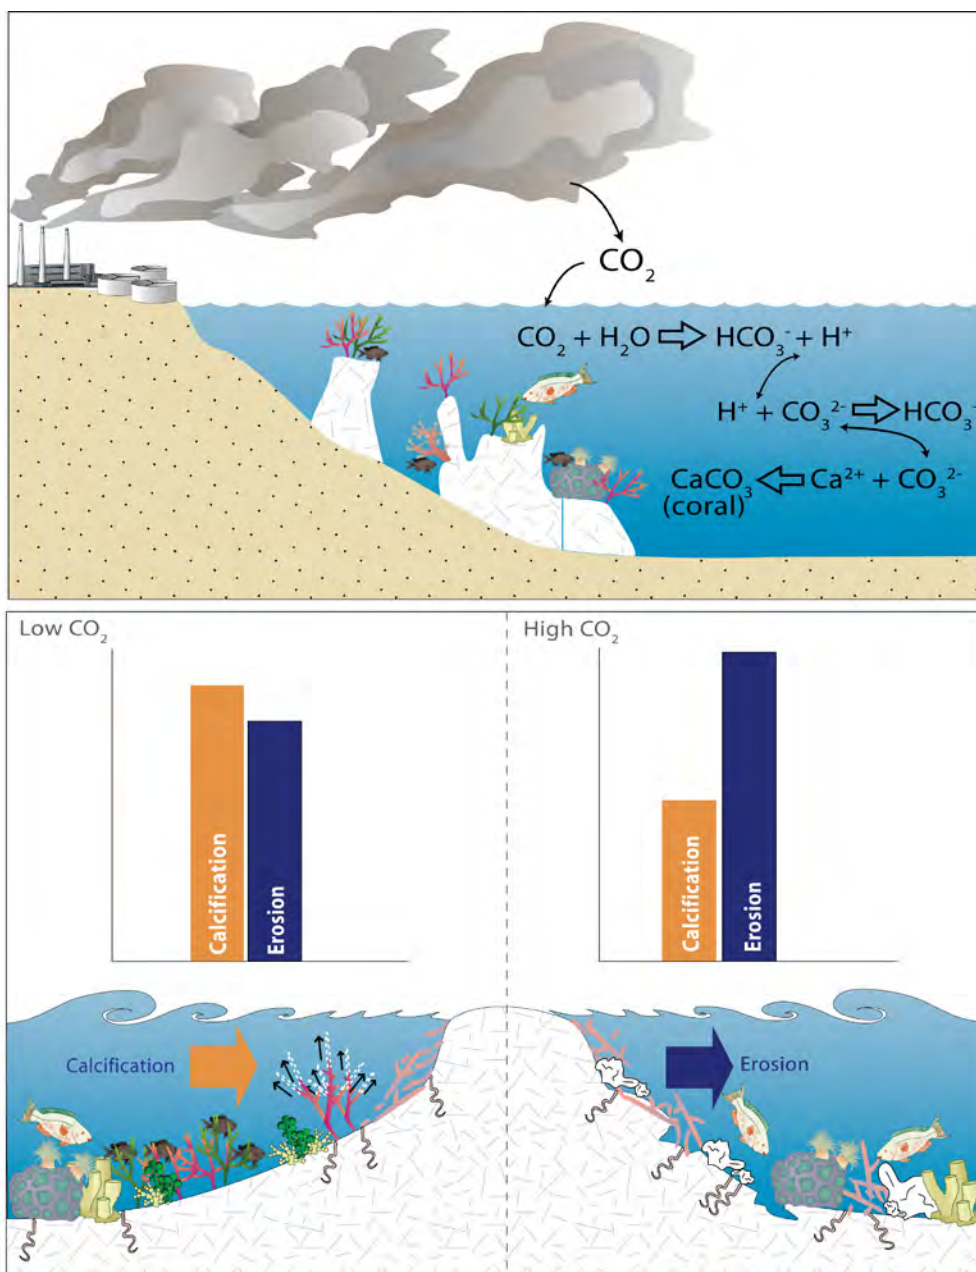 CO₂
CO₂ + H₂O ⇨ HCO₃⁻ + H⁺
H⁺ + CO₃²⁻ ⇨ HCO₃⁻
CaCO₃ ⇦ Ca²⁺ + CO₃²⁻
(coral)
Low CO₂
High CO₂
Calcification
Erosion
Calcification
Erosion
Calcification
Erosion